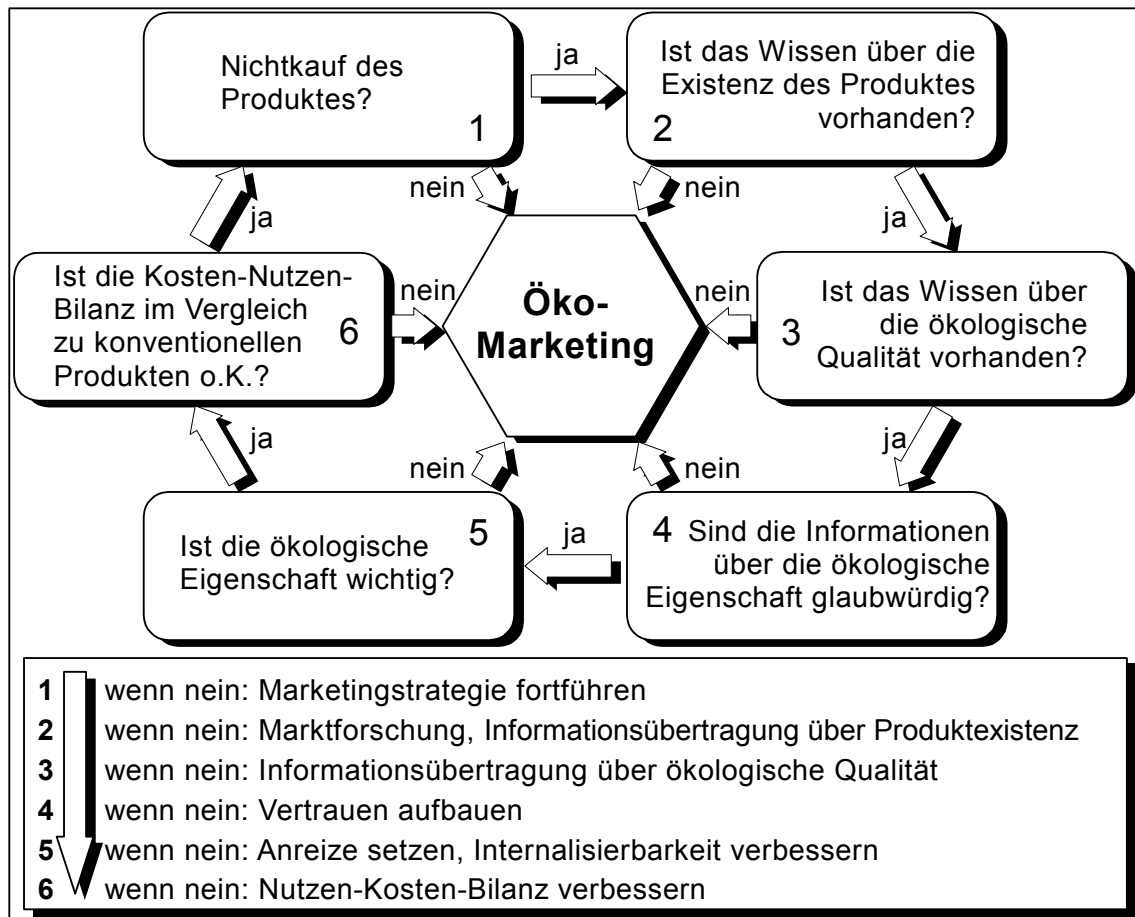 Nichtkauf des
Produktes?
1
ja
Ist das Wissen über die
Existenz des Produktes
vorhanden?
2
nein
nein
ja
ja
Ist die Kosten-Nutzen-
Bilanz im Vergleich
zu konventionellen
Produkten o.K.?
6
nein
Öko-
Marketing
nein
3
Ist das Wissen über
die ökologische
Qualität vorhanden?
ja
nein
nein
ja
Ist die ökologische
Eigenschaft wichtig?
5
ja
4 Sind die Informationen
über die ökologische
Eigenschaft glaubwürdig?
1 wenn nein: Marketingstrategie fortführen
2 wenn nein: Marktforschung, Informationsübertragung über Produktexistenz
3 wenn nein: Informationsübertragung über ökologische Qualität
4 wenn nein: Vertrauen aufbauen
5 wenn nein: Anreize setzen, Internalisierbarkeit verbessern
6 wenn nein: Nutzen-Kosten-Bilanz verbessern